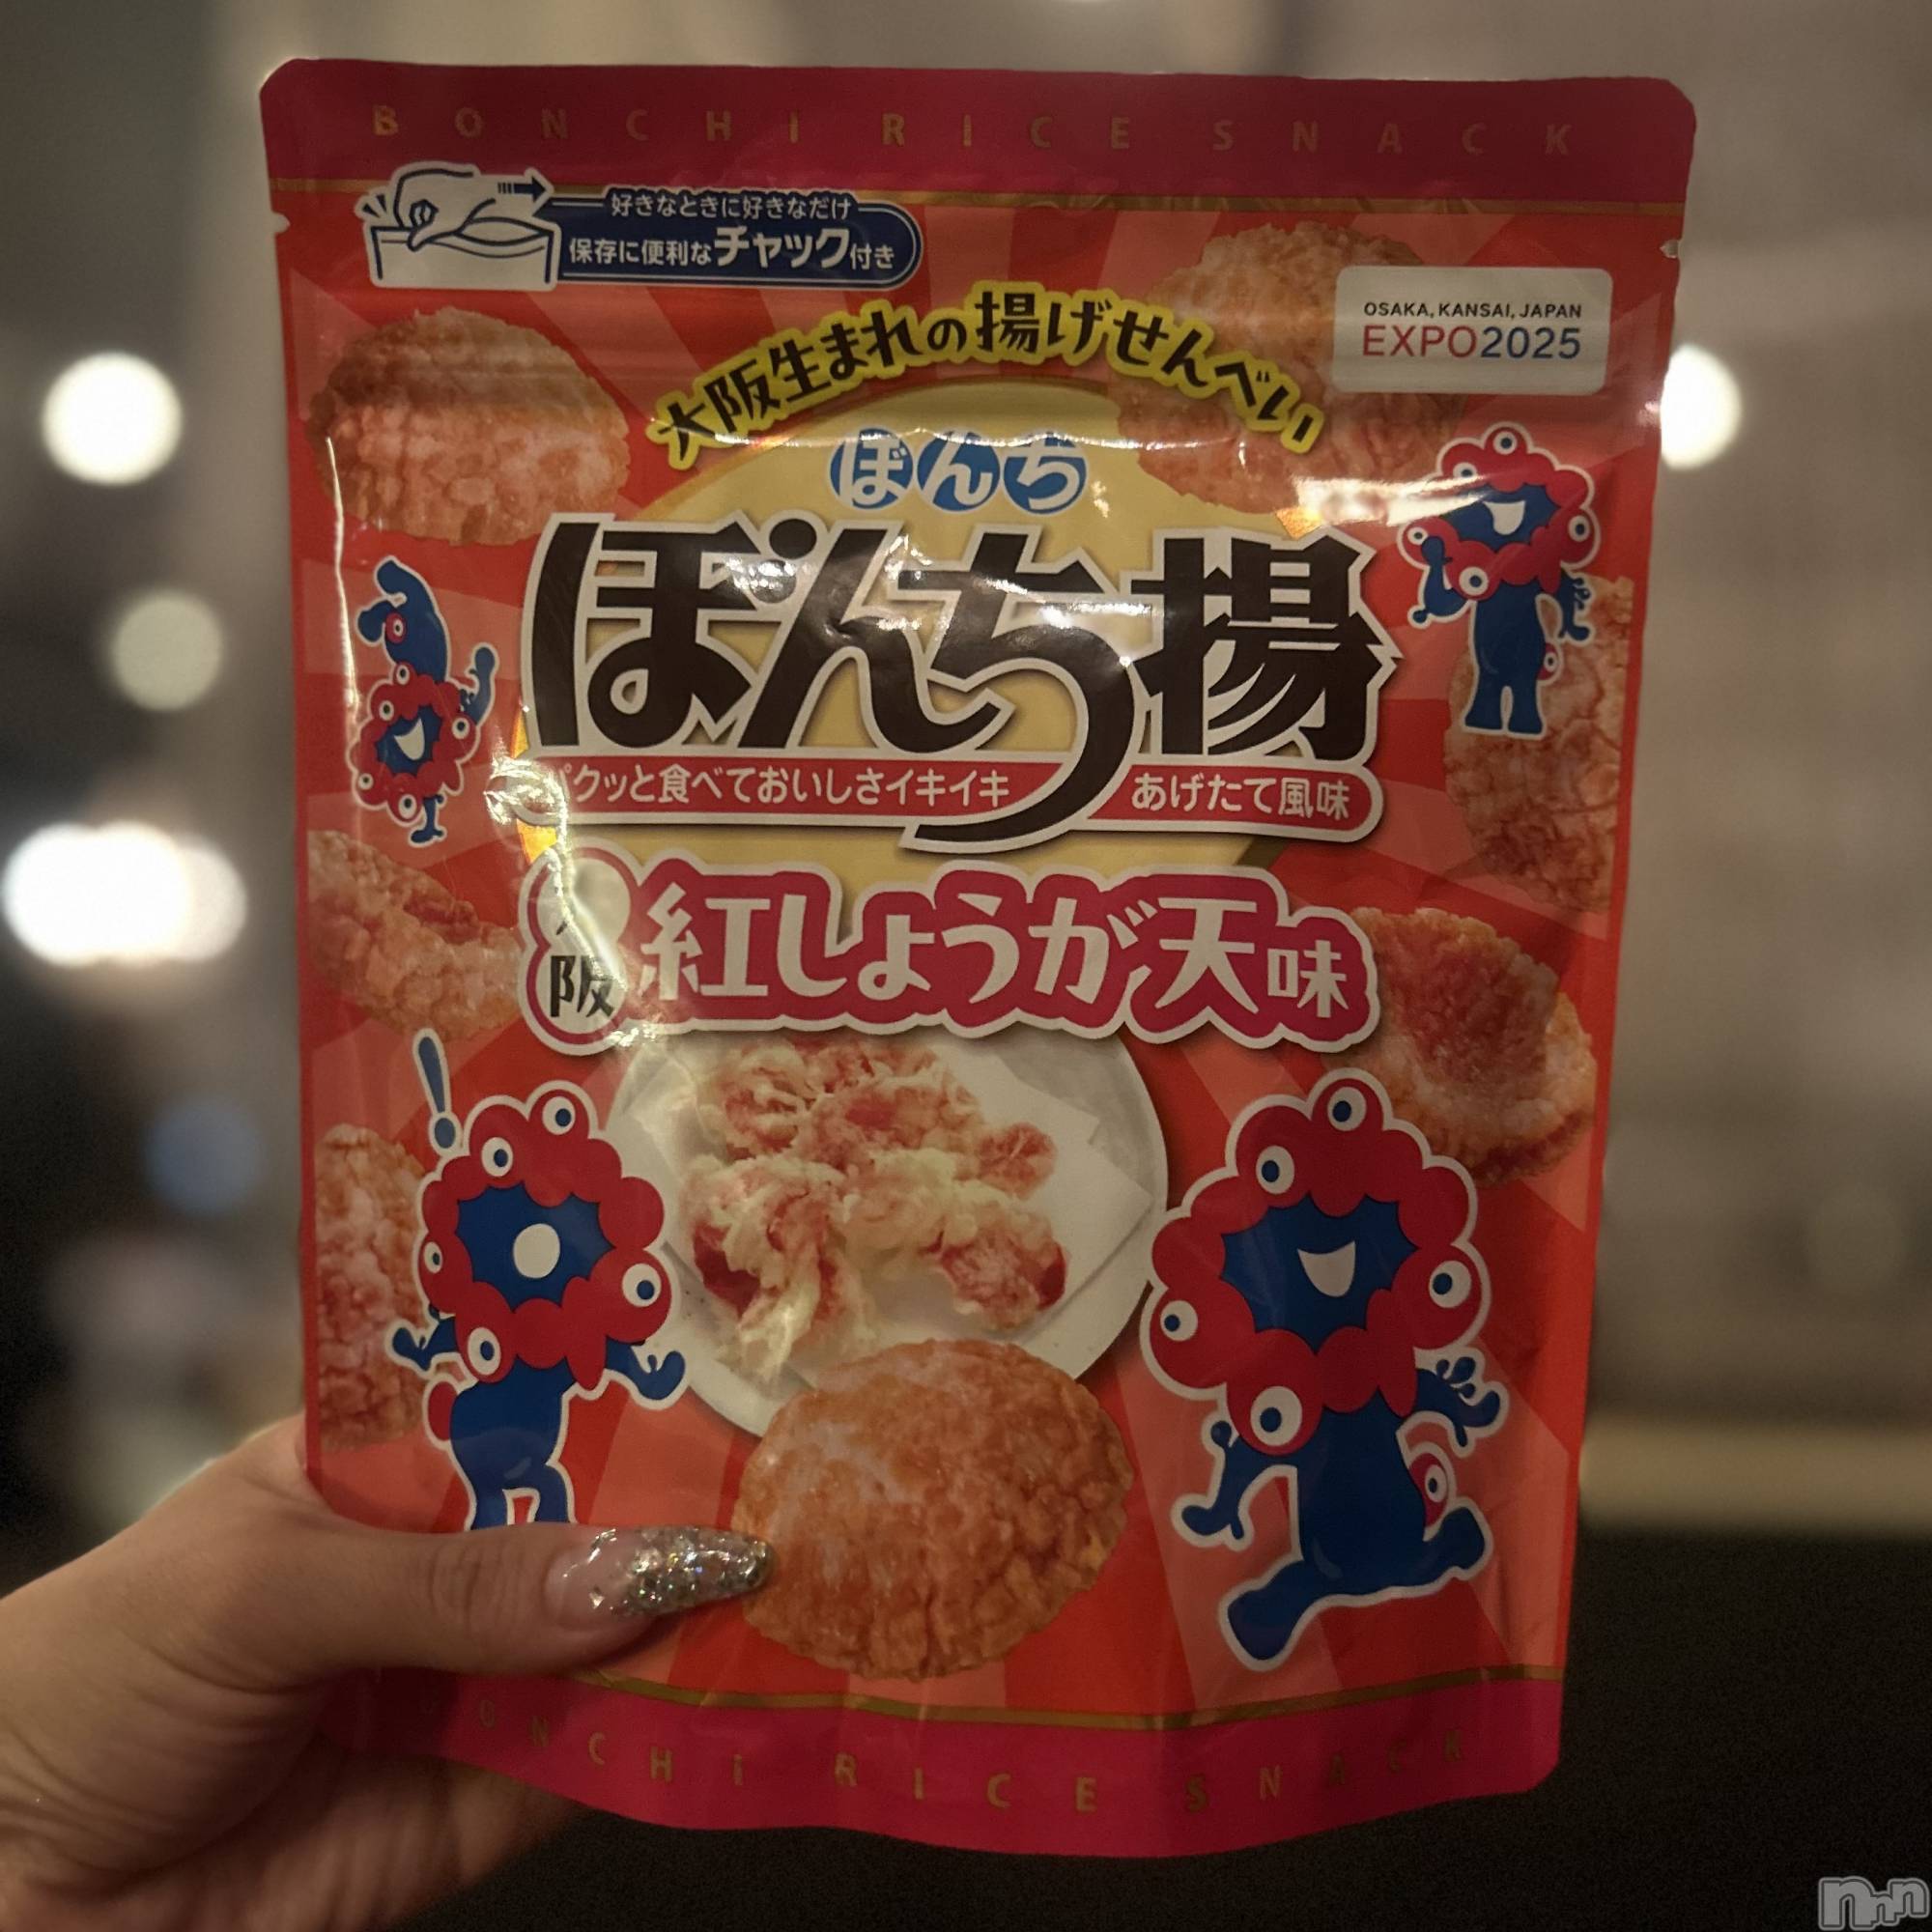 BONCHI RICE SNACK
好きなときに好きなだけ
保存に便利なチャック付き
OSAKA, KANSAI, JAPAN
EXPO2025
大阪生まれの揚げせんべい
ぼんち
ぼんち揚
パクッと食べておいしさイキイキ あげたて風味
大阪 紅しょうが天味
!
BONCHI RICE SNACK
nnn